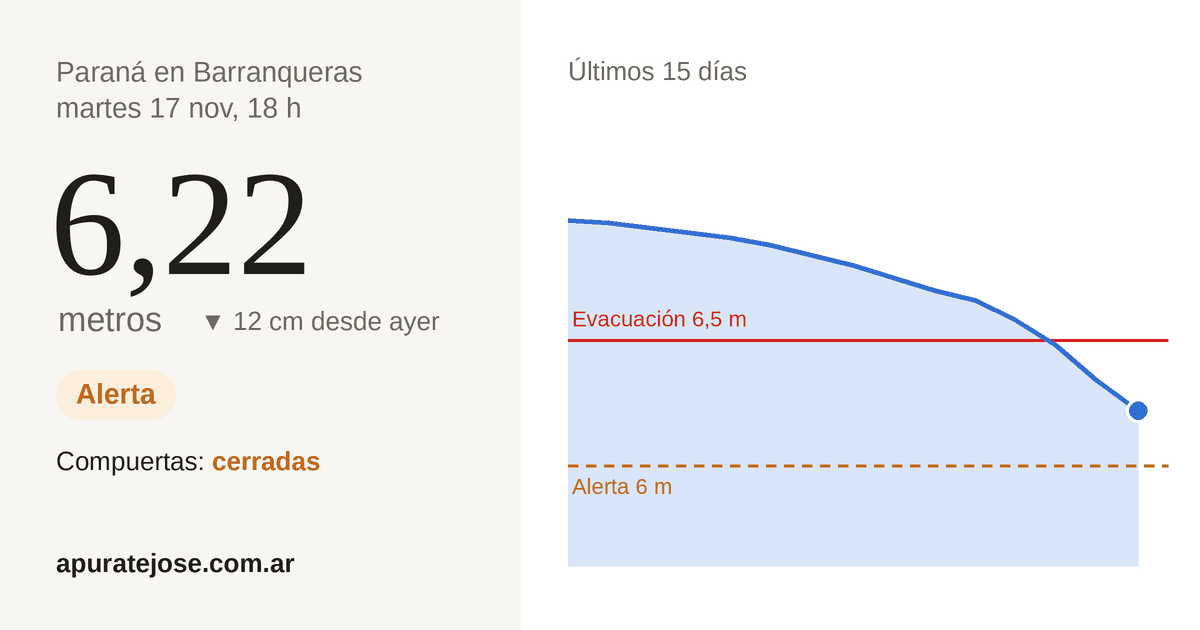 Paraná en Barranqueras
martes 17 nov, 18 h
6,22
metros ▼ 12 cm desde ayer
Alerta
Compuertas: cerradas
apuratejose.com.ar
Últimos 15 días
Evacuación 6,5 m
Alerta 6 m